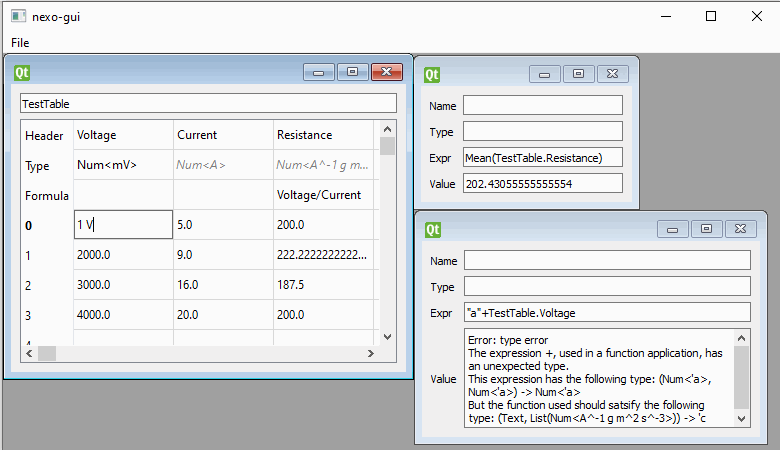 nexo-gui
File
Qt
TestTable
Header Voltage Current Resistance
Type Num<mV> Num<A> Num<A^-1 g m...
Formula Voltage/Current
0 1 V 5.0 200.0
1 2000.0 9.0 222.2222222222...
2 3000.0 16.0 187.5
3 4000.0 20.0 200.0
4
Qt
Name
Type
Expr Mean(TestTable.Resistance)
Value 202.43055555555554
Qt
Name
Type
Expr "a"+TestTable.Voltage
Value
Error: type error
The expression +, used in a function application, has
an unexpected type.
This expression has the following type: (Num<'a>,
Num<'a>) -> Num<'a>
But the function used should satsify the following
type: (Text, List(Num<A^-1 g m^2 s^-3>)) -> 'c